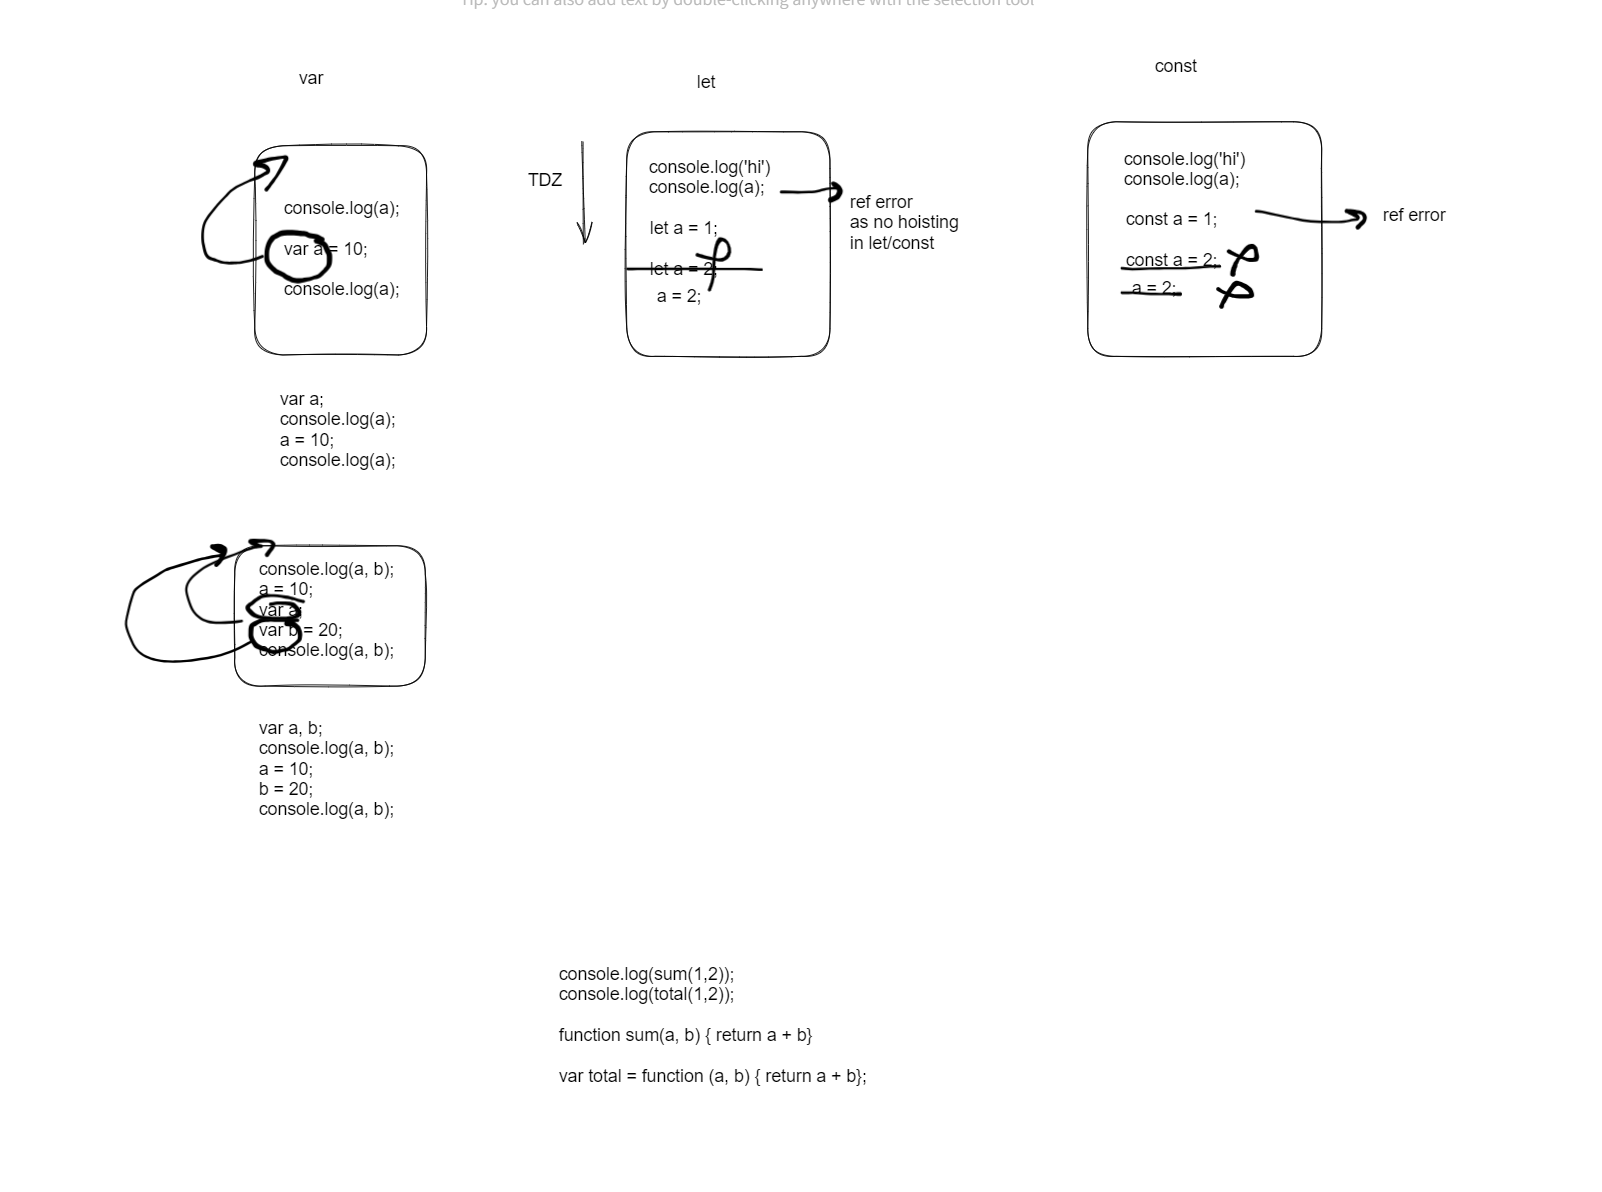 Tip: you can also add text by double-clicking anywhere with the selection tool
var
console.log(a);
var a = 10;
console.log(a);
var a;
console.log(a);
a = 10;
console.log(a);
let
TDZ
console.log('hi')
console.log(a);
let a = 1;
let a = 2;
a = 2;
ref error
as no hoisting
in let/const
const
console.log('hi')
console.log(a);
const a = 1;
const a = 2;
a = 2;
ref error
console.log(a, b);
a = 10;
var a;
var b = 20;
console.log(a, b);
var a, b;
console.log(a, b);
a = 10;
b = 20;
console.log(a, b);
console.log(sum(1,2));
console.log(total(1,2));
function sum(a, b) { return a + b}
var total = function (a, b) { return a + b};